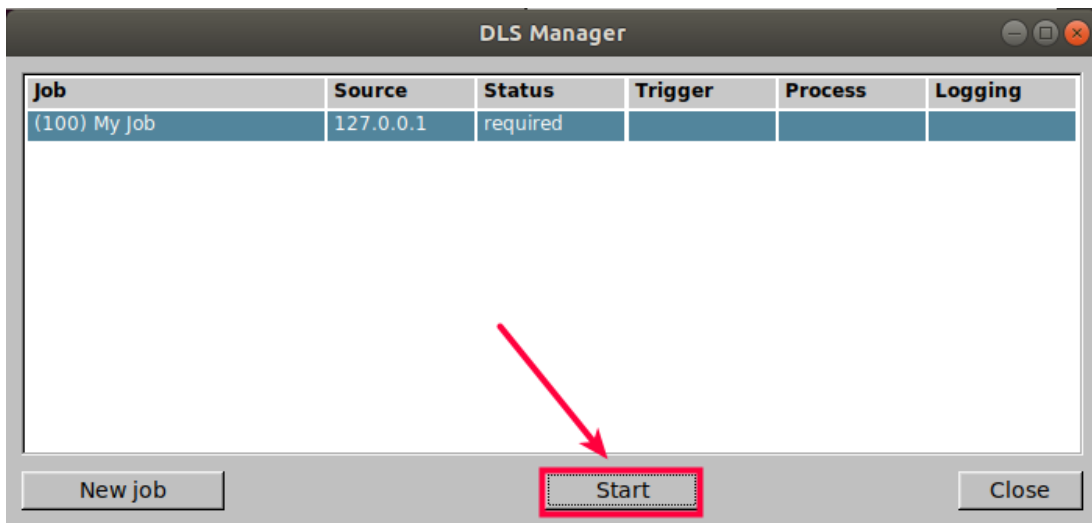 DLS Manager
Job Source Status Trigger Process Logging
(100) My Job 127.0.0.1 required
New job Start Close